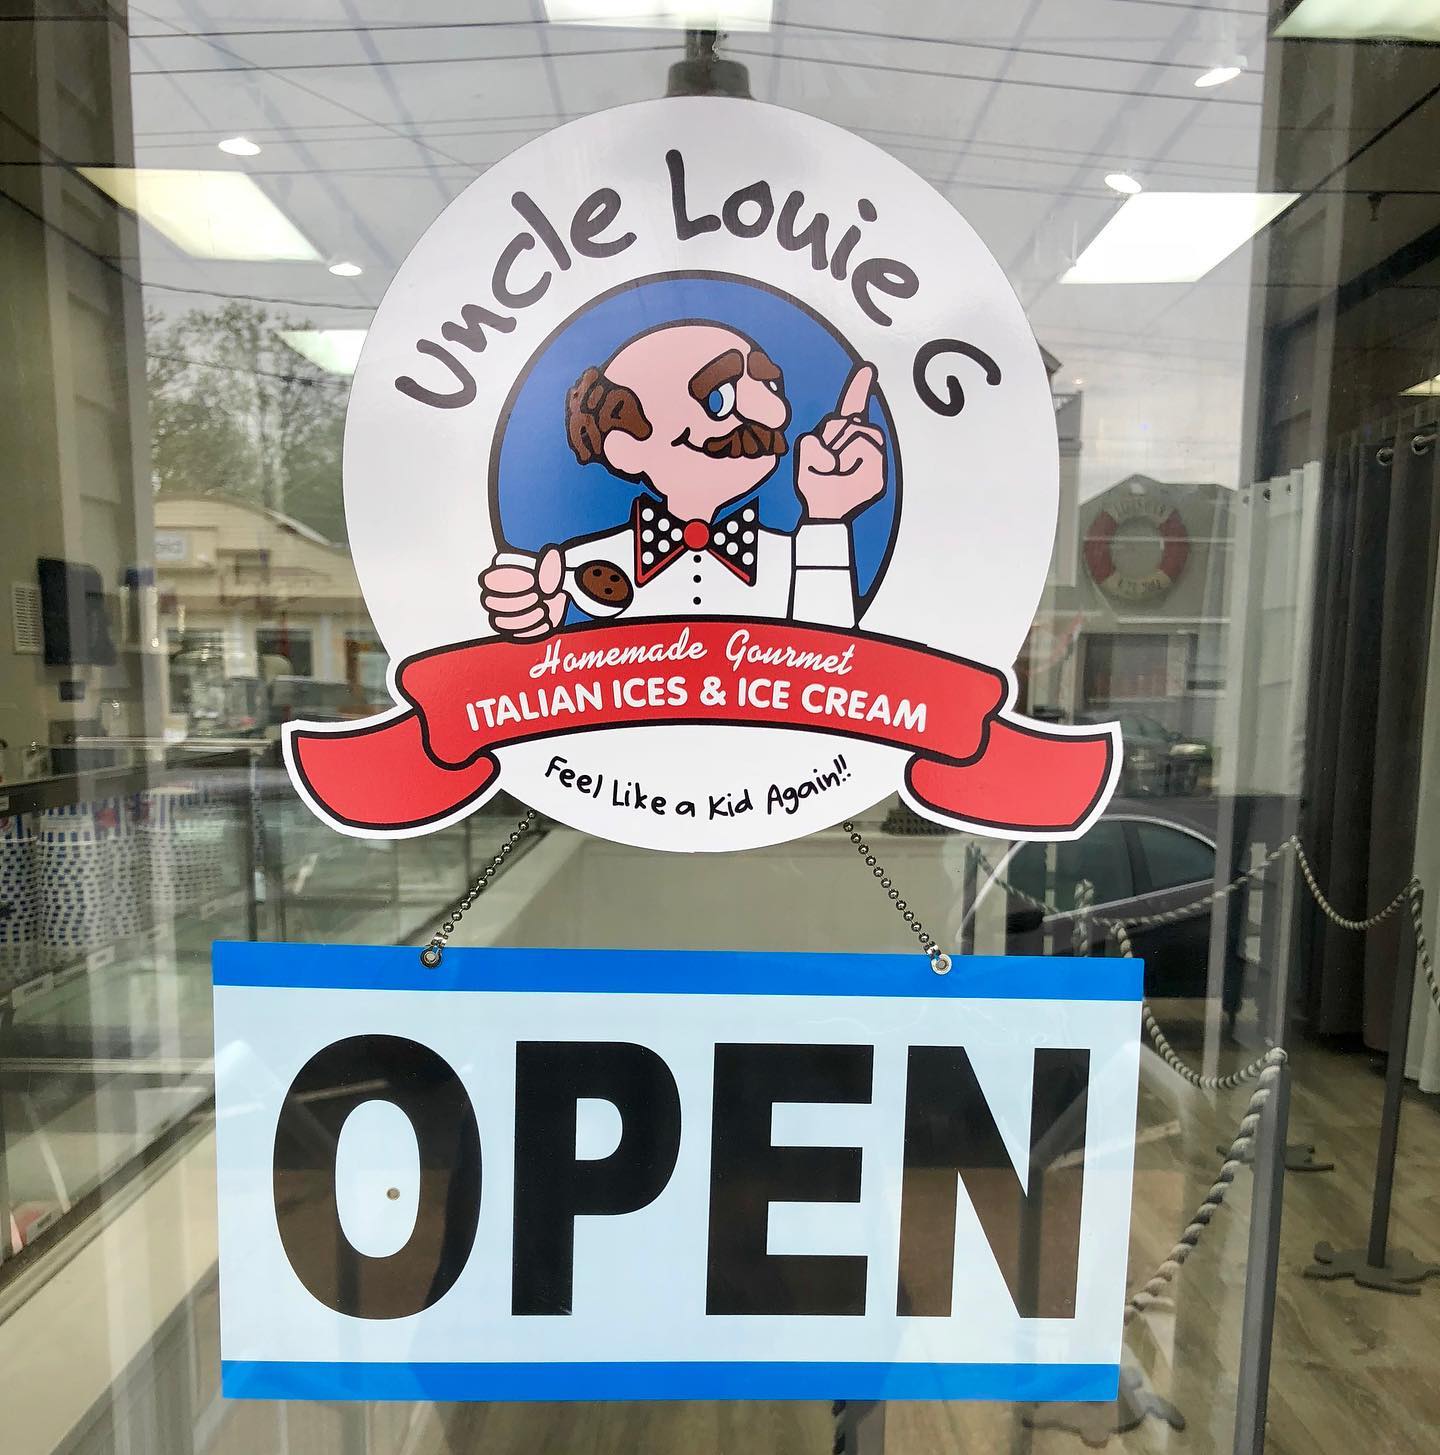 Uncle Louie G
Homemade Gourmet
ITALIAN ICES & ICE CREAM
Feel Like a Kid Again!!
OPEN